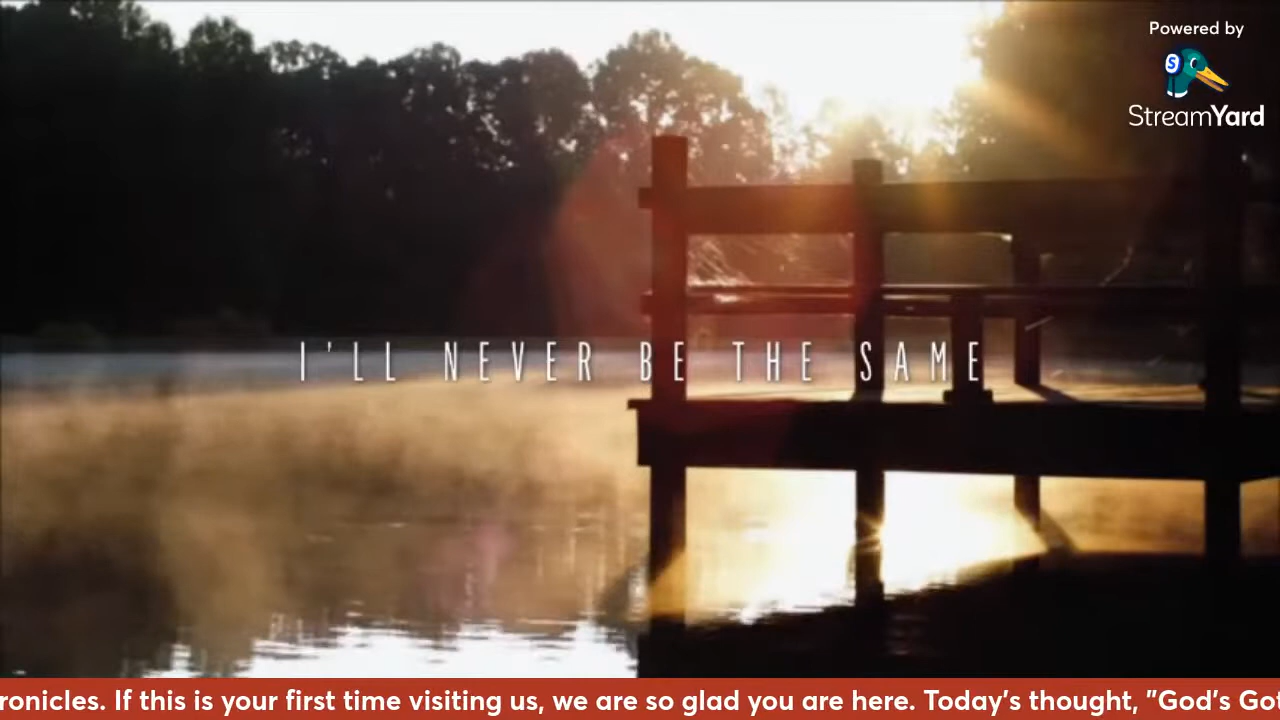 Powered by
S
StreamYard
I'LL NEVER BE THE SAME
ronicles. If this is your first time visiting us, we are so glad you are here. Today's thought, "God's Got